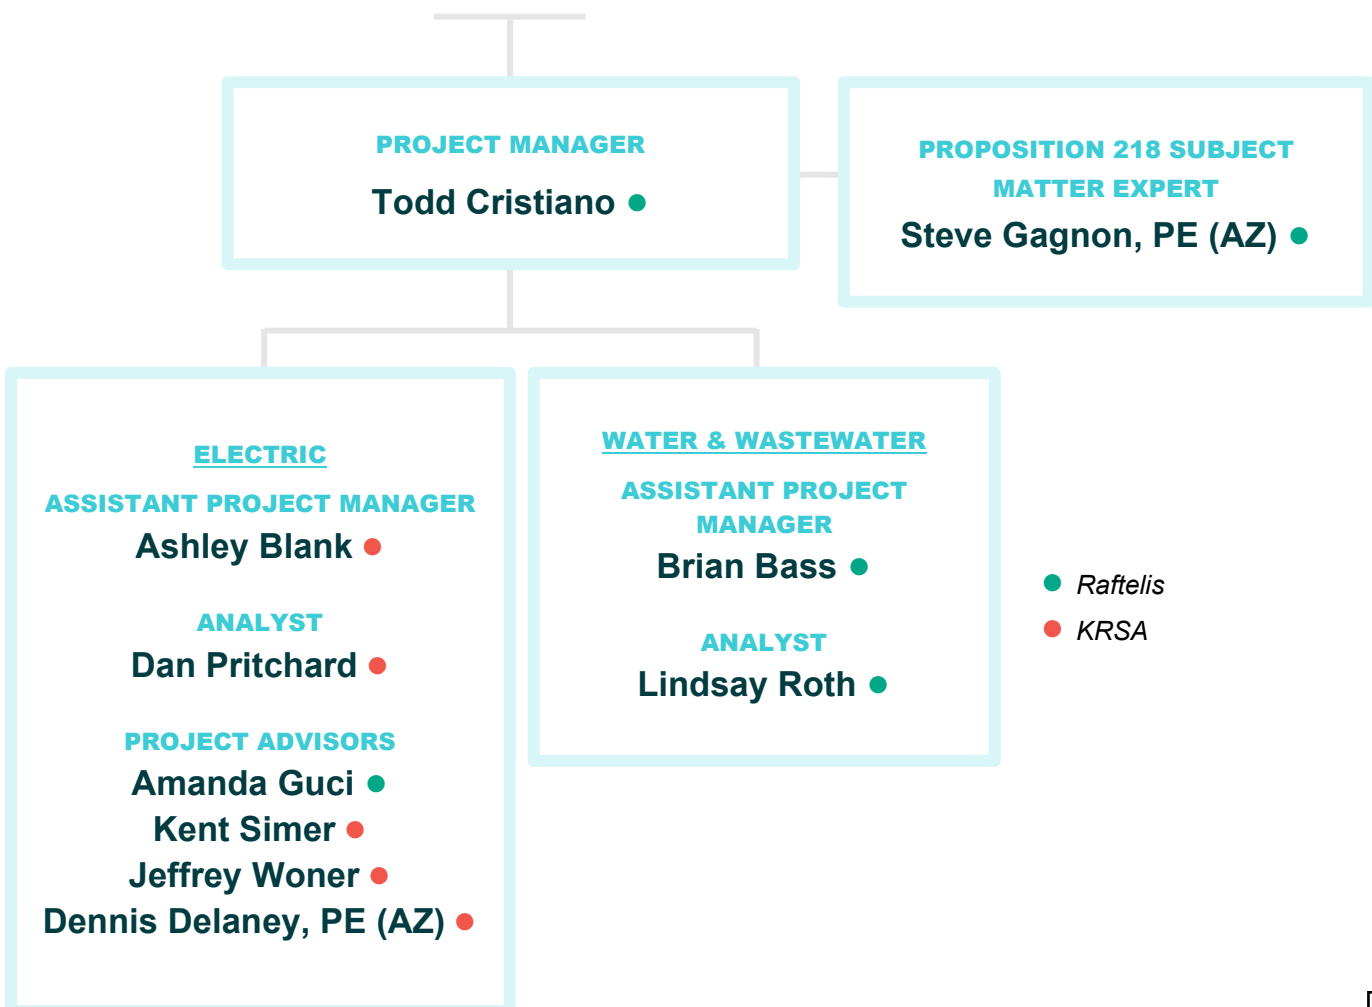 PROJECT MANAGER
Todd Cristiano
PROPOSITION 218 SUBJECT
MATTER EXPERT
Steve Gagnon, PE (AZ)
ELECTRIC
ASSISTANT PROJECT MANAGER
Ashley Blank
ANALYST
Dan Pritchard
PROJECT ADVISORS
Amanda Guci
Kent Simer
Jeffrey Woner
Dennis Delaney, PE (AZ)
WATER & WASTEWATER
ASSISTANT PROJECT
MANAGER
Brian Bass
ANALYST
Lindsay Roth
Raftelis
KRSA